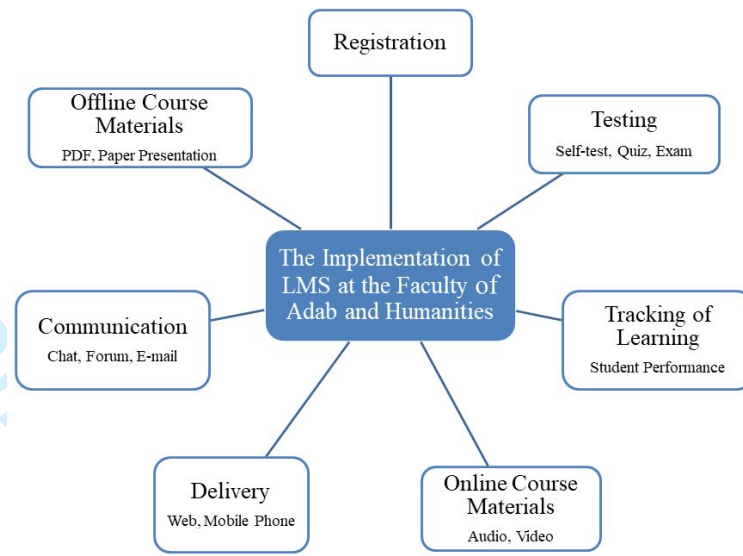 Registration
Offline Course
Materials
PDF, Paper Presentation
Testing
Self-test, Quiz, Exam
The Implementation of
LMS at the Faculty of
Adab and Humanities
Communication
Chat, Forum, E-mail
Tracking of
Learning
Student Performance
Delivery
Web, Mobile Phone
Online Course
Materials
Audio, Video